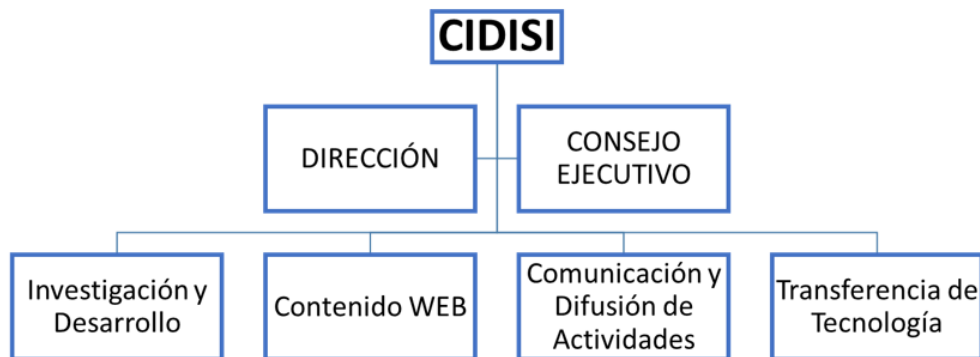 CIDISI
DIRECCIÓN
CONSEJO
EJECUTIVO
Investigación y
Desarrollo
Contenido WEB
Comunicación y
Difusión de
Actividades
Transferencia de
Tecnología